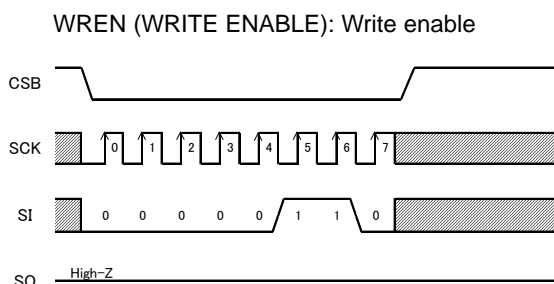 WREN (WRITE ENABLE): Write enable
CSB
SCK
0 1 2 3 4 5 6 7
SI
0 0 0 0 0 1 1 0
High-Z
SO